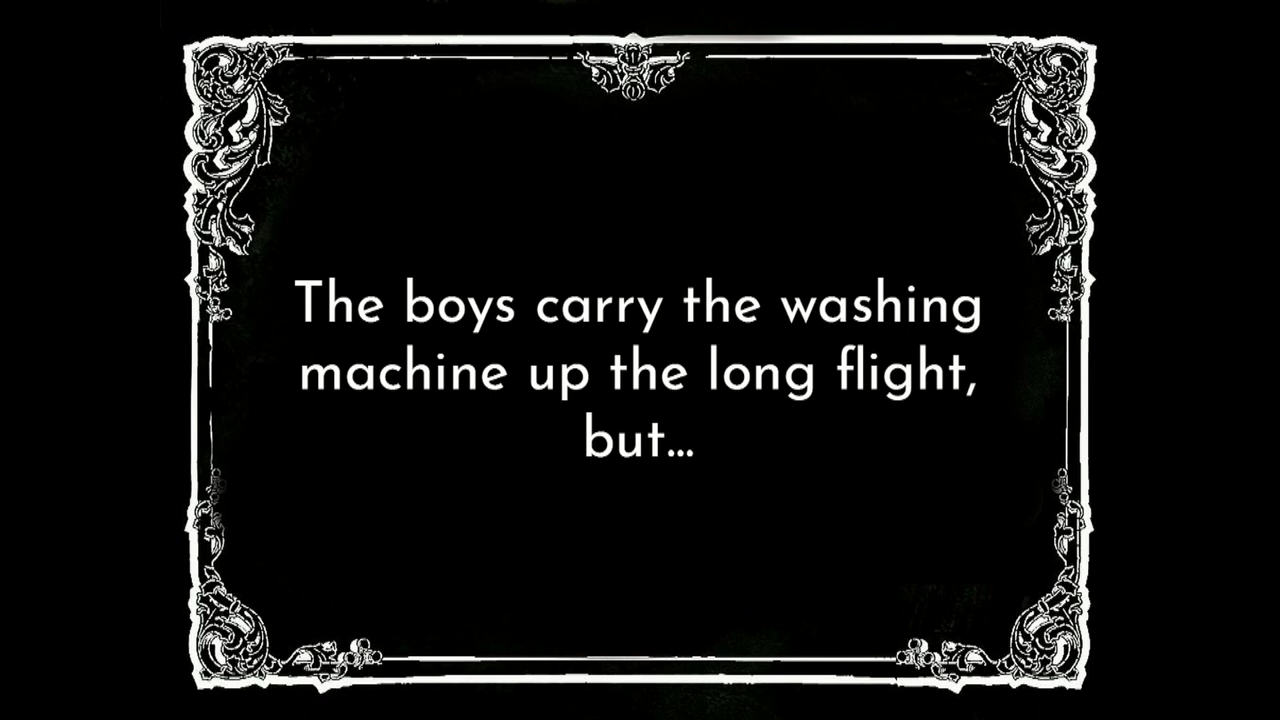 The boys carry the washing
machine up the long flight,
but...